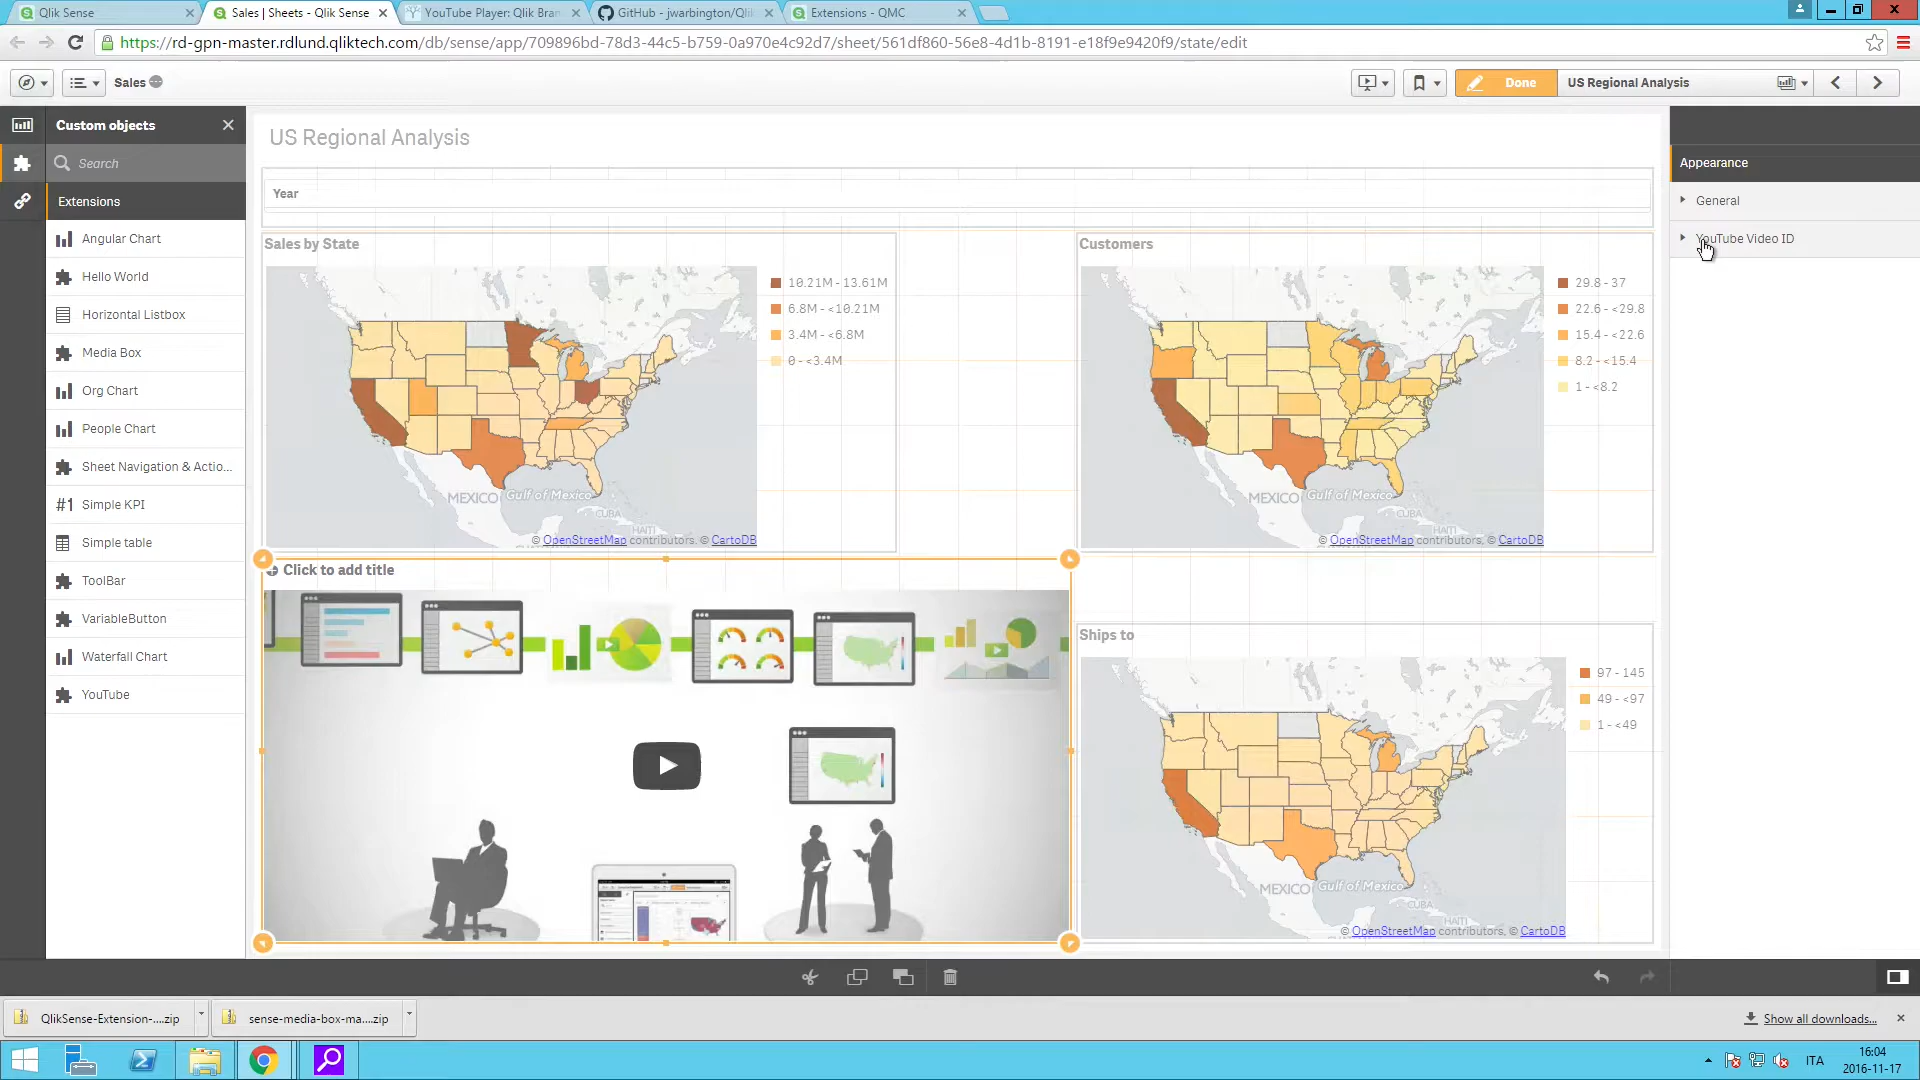 Qlik Sense
Sales | Sheets - Qlik Sense
YouTube Player: Qlik Bran
GitHub - jwarbington/Qlik
Extensions - QMC
https://rd-gpn-master.rdlund.qliktech.com/db/sense/app/709896bd-78d3-44c5-b759-0a970e4c92d7/sheet/561df860-56e8-4d1b-8191-e18f9e9420f9/state/edit
Sales
Done
US Regional Analysis
Custom objects
Search
Extensions
Angular Chart
Hello World
Horizontal Listbox
Media Box
Org Chart
People Chart
Sheet Navigation & Actio...
#1 Simple KPI
Simple table
ToolBar
VariableButton
Waterfall Chart
YouTube
US Regional Analysis
Year
Sales by State
10.21M - 13.61M
6.8M - <10.21M
3.4M - <6.8M
0 - <3.4M
MEXICO
Gulf of Mexico
CUBA
HAITI
© OpenStreetMap contributors, © CartoDB
Customers
29.8 - 37
22.6 - <29.8
15.4 - <22.6
8.2 - <15.4
1 - <8.2
MEXICO
Gulf of Mexico
CUBA
HAITI
© OpenStreetMap contributors, © CartoDB
Click to add title
Ships to
97 - 145
49 - <97
1 - <49
MEXICO
Gulf of Mexico
CUBA
HAITI
© OpenStreetMap contributors, © CartoDB
Appearance
General
YouTube Video ID
QlikSense-Extension-....zip
sense-media-box-ma....zip
Show all downloads...
ITA
16:04
2016-11-17